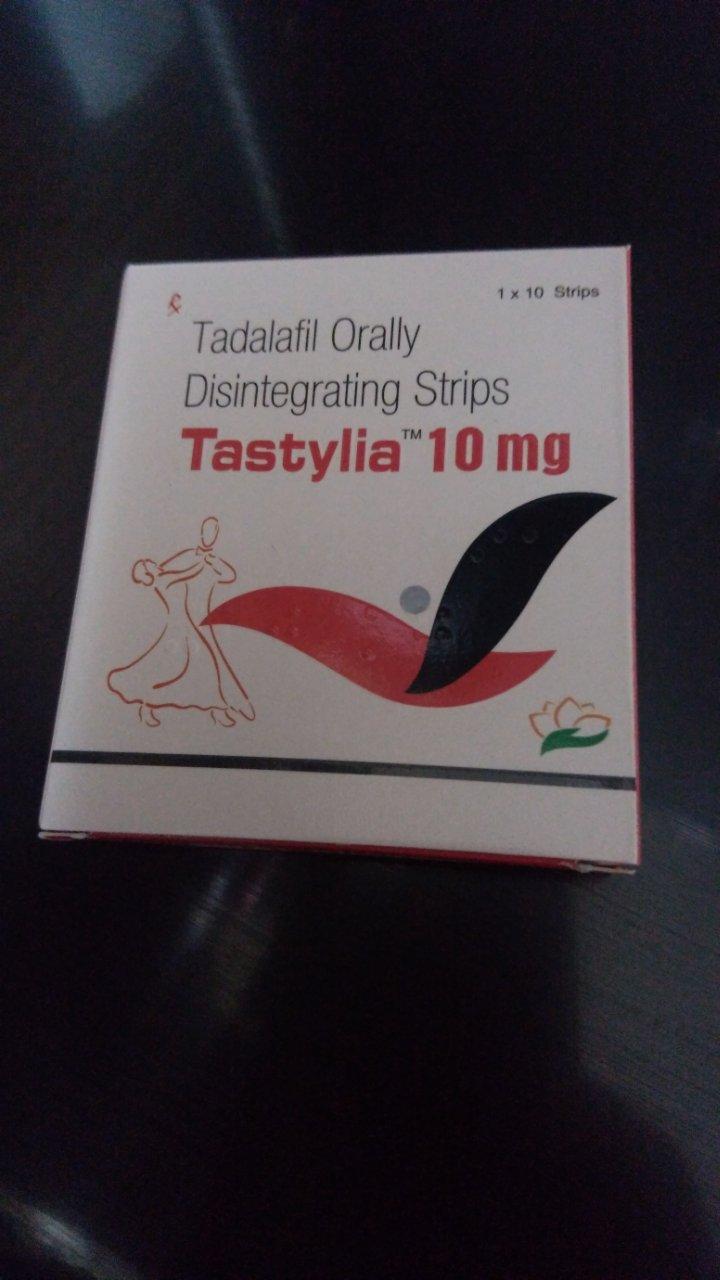 ℞
1 x 10 Strips
Tadalafil Orally
Disintegrating Strips
Tastylia™ 10 mg